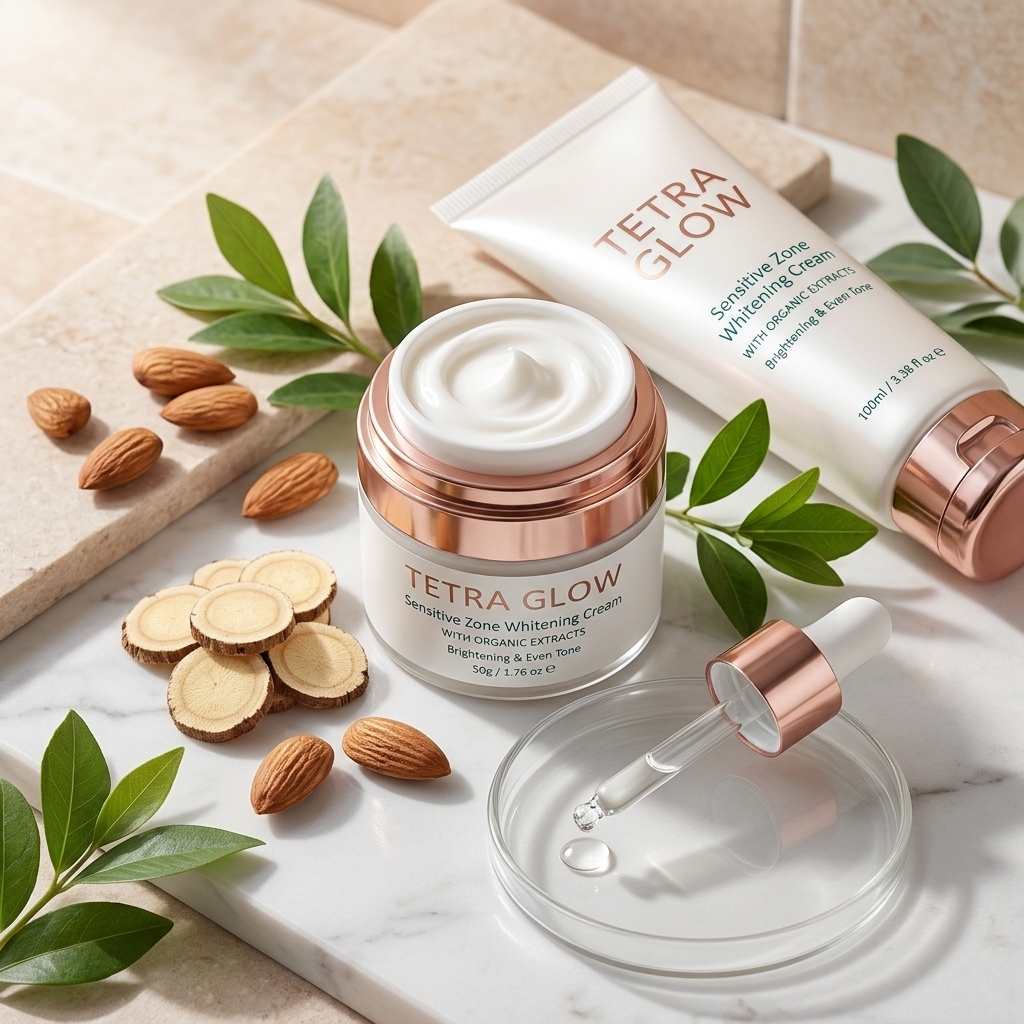 TETRA
GLOW
Sensitive Zone
Whitening Cream
WITH ORGANIC EXTRACTS
Brightening & Even Tone
100ml / 3.38 fl oz ℮
TETRA GLOW
Sensitive Zone Whitening Cream
WITH ORGANIC EXTRACTS
Brightening & Even Tone
50g / 1.76 oz ℮